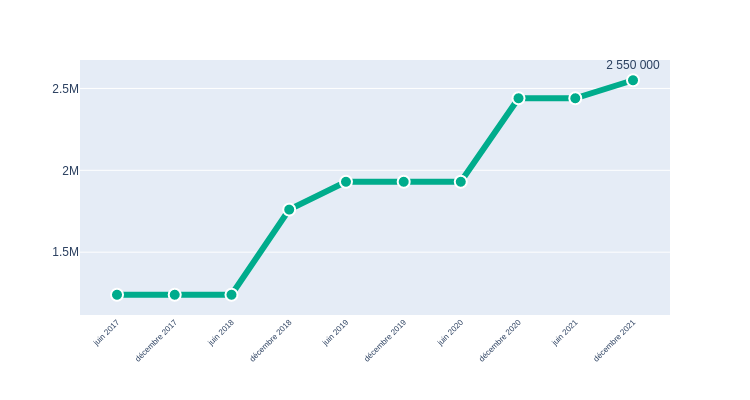 2 550 000
2.5M
2M
1.5M
juin 2017
décembre 2017
juin 2018
décembre 2018
juin 2019
décembre 2019
juin 2020
décembre 2020
juin 2021
décembre 2021